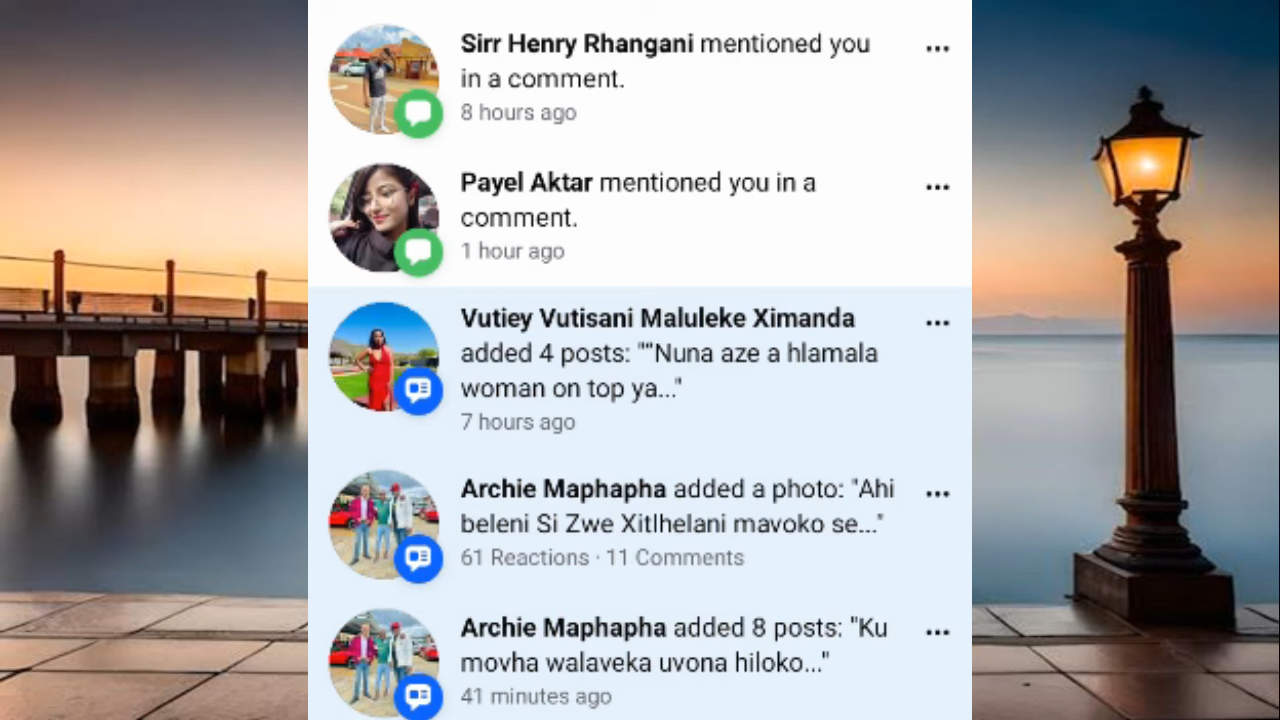 Sirr Henry Rhangani mentioned you
in a comment.
8 hours ago
Payel Aktar mentioned you in a
comment.
1 hour ago
Vutiey Vutisani Maluleke Ximanda
added 4 posts: "“Nuna aze a hlamala
woman on top ya..."
7 hours ago
Archie Maphapha added a photo: "Ahi
beleni Si Zwe Xitlhelani mavoko se..."
61 Reactions · 11 Comments
Archie Maphapha added 8 posts: "Ku
movha walaveka uvona hiloko..."
41 minutes ago